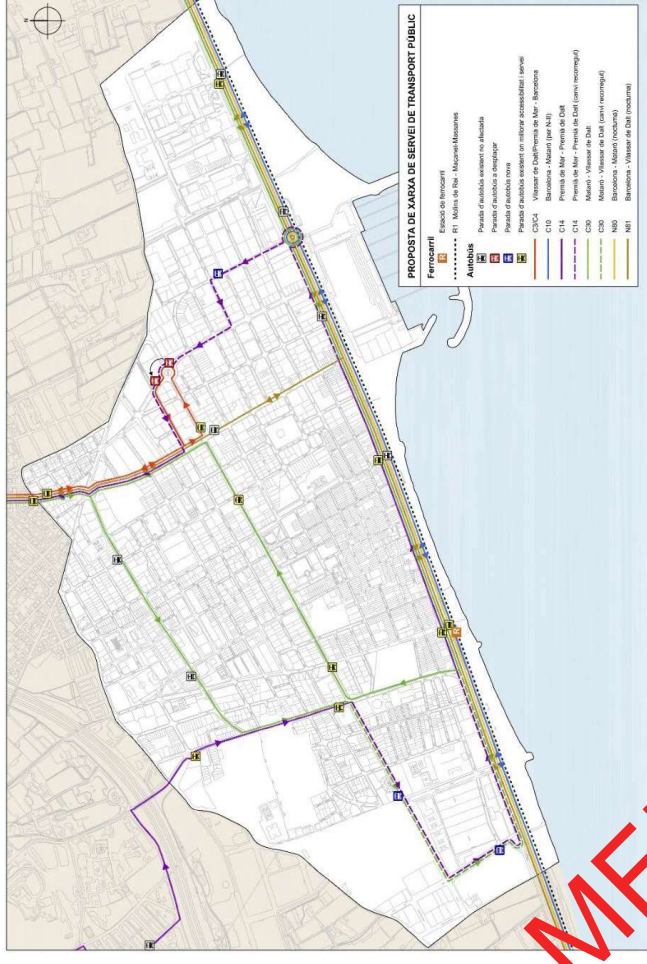 N
PROPOSTA DE XARXA DE SERVEI DE TRANSPORT PÚBLIC
Ferrocarril
R Estació de ferrocarril
R1 Molins de Rei - Maçanet-Massanes
Autobús
Parada d'autobús existent no afectada
Parada d'autobús a desplaçar
Parada d'autobús nova
Parada d'autobús existent on millorar accessibilitat i servei
C3/C4 Vilassar de Dalt/Premià de Mar - Barcelona
C10 Barcelona - Mataró (per N-II)
C14 Premià de Mar - Premià de Dalt
C14 Premià de Mar - Premià de Dalt (canvi recorregut)
C30 Mataró - Vilassar de Dalt
C30 Mataró - Vilassar de Dalt (canvi recorregut)
N80 Barcelona - Mataró (nocturna)
N81 Barcelona - Vilassar de Dalt (nocturna)
R